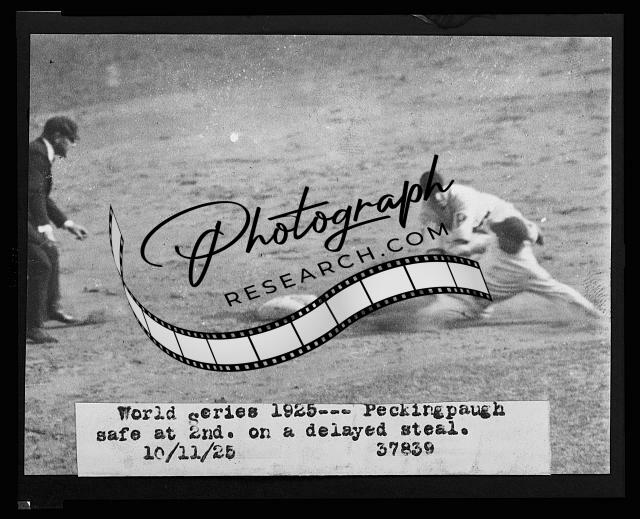 Photograph
RESEARCH.COM
World Series 1925--- Peckingpaugh
safe at 2nd. on a delayed steal.
10/11/25 37839